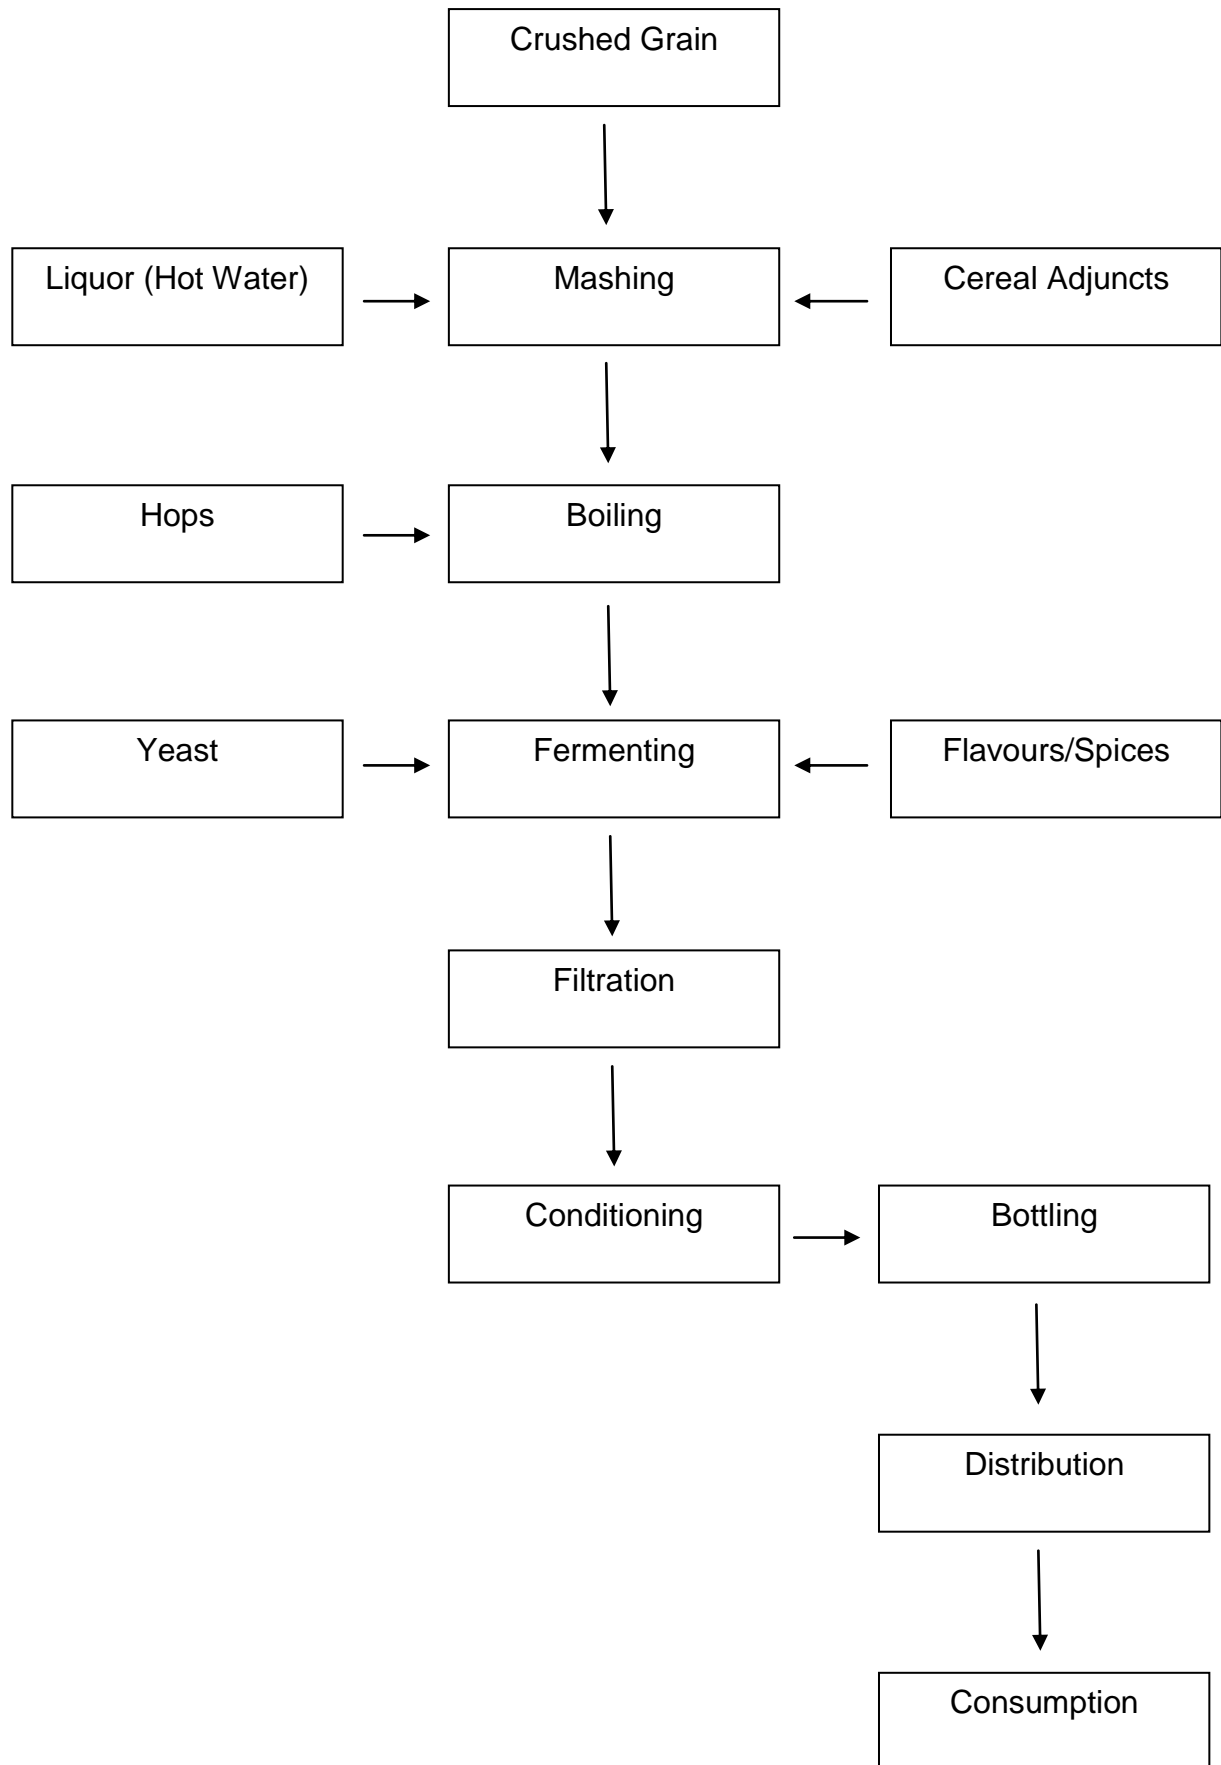 Crushed Grain
Liquor (Hot Water)
Mashing
Cereal Adjuncts
Hops
Boiling
Yeast
Fermenting
Flavours/Spices
Filtration
Conditioning
Bottling
Distribution
Consumption